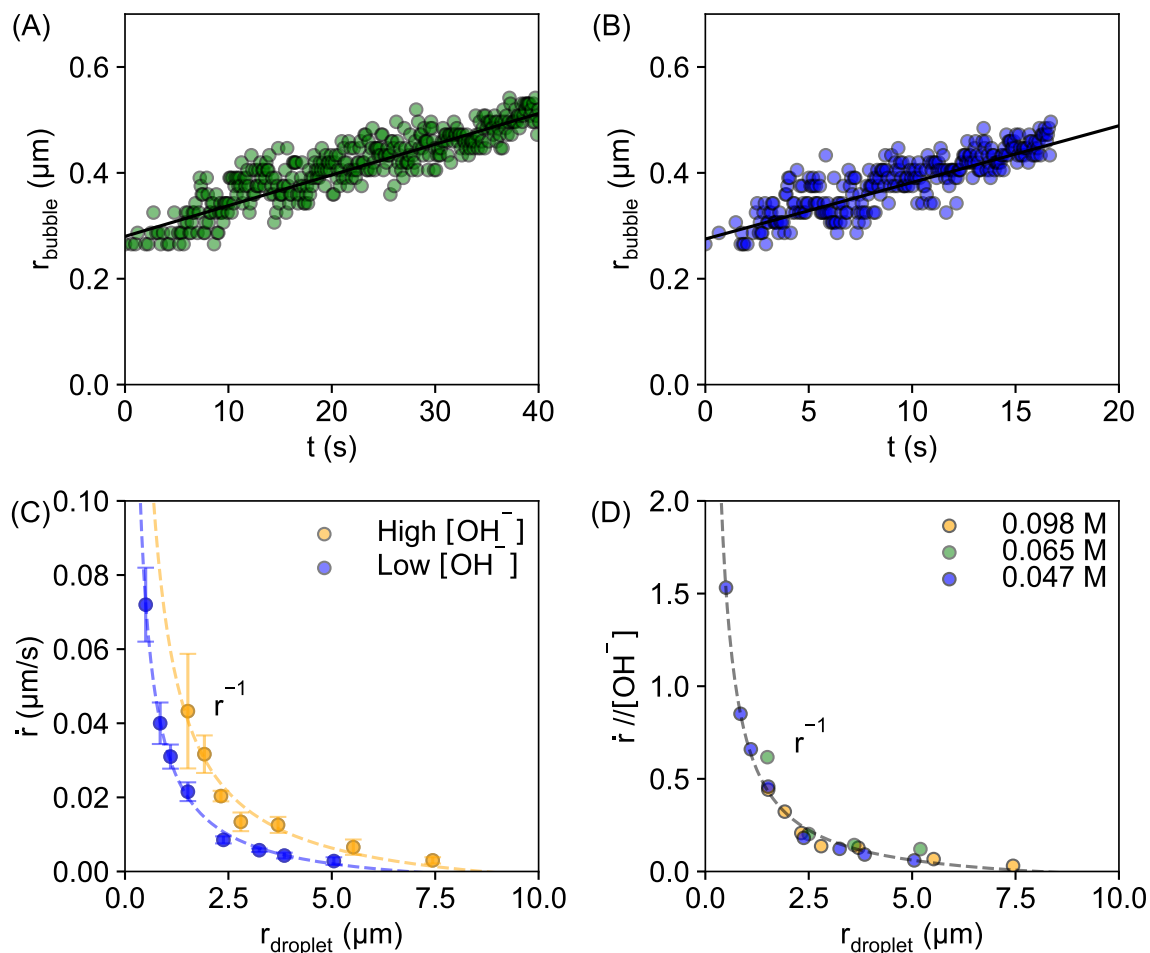 (A)
0.6
0.4
0.2
0.0
r_bubble (µm)
0 10 20 30 40
t (s)
(B)
0.6
0.4
0.2
0.0
r_bubble (µm)
0 5 10 15 20
t (s)
(C)
0.10
0.08
0.06
0.04
0.02
0.00
ṙ (µm/s)
High [OH⁻]
Low [OH⁻]
r⁻¹
0.0 2.5 5.0 7.5 10.0
r_droplet (µm)
(D)
2.0
1.5
1.0
0.5
0.0
ṙ //[OH⁻]
0.098 M
0.065 M
0.047 M
r⁻¹
0.0 2.5 5.0 7.5 10.0
r_droplet (µm)